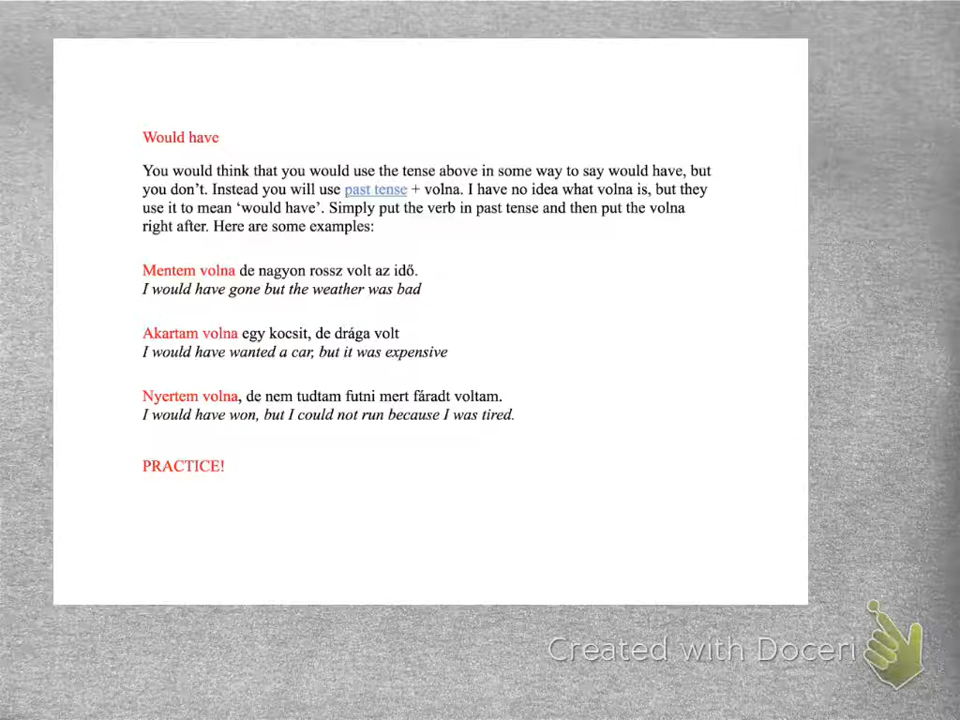 Would have
You would think that you would use the tense above in some way to say would have, but
you don't. Instead you will use past tense + volna. I have no idea what volna is, but they
use it to mean 'would have'. Simply put the verb in past tense and then put the volna
right after. Here are some examples:
Mentem volna de nagyon rossz volt az idő.
I would have gone but the weather was bad
Akartam volna egy kocsit, de drága volt
I would have wanted a car, but it was expensive
Nyertem volna, de nem tudtam futni mert fáradt voltam.
I would have won, but I could not run because I was tired.
PRACTICE!
Created with Doceri